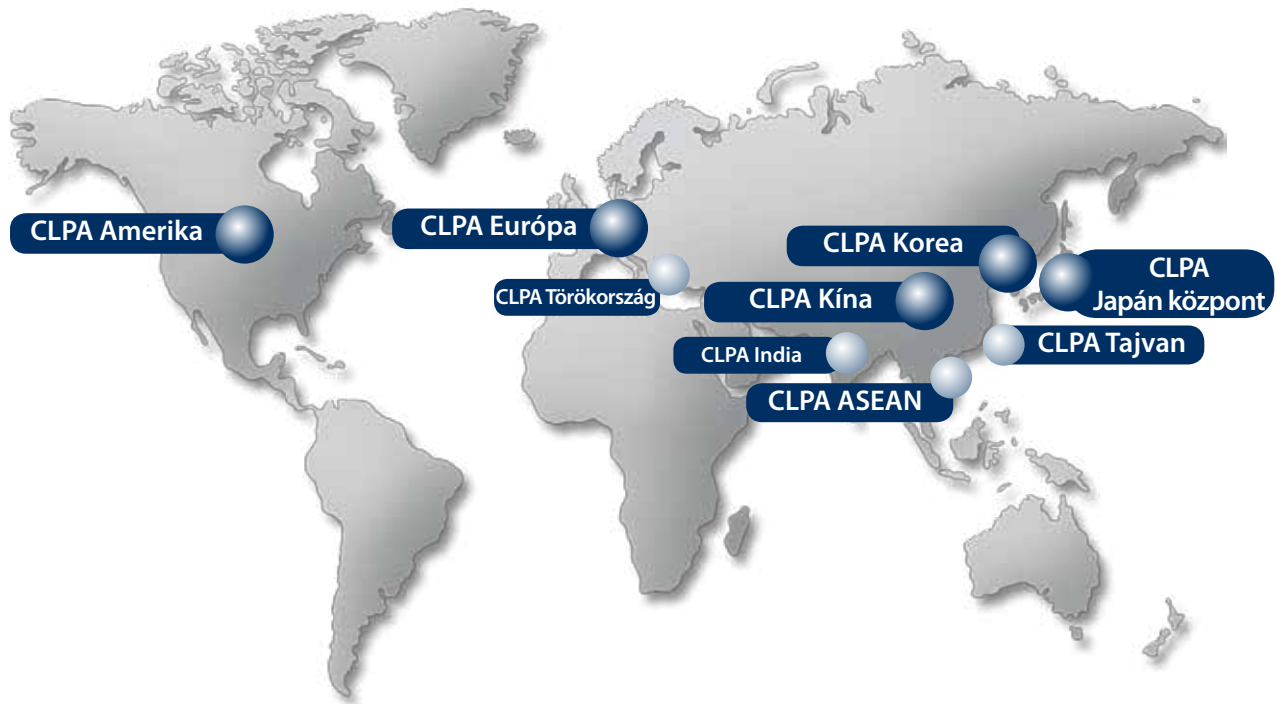 CLPA Amerika
CLPA Európa
CLPA Törökország
CLPA Korea
CLPA Kína
CLPA
Japán központ
CLPA India
CLPA Tajvan
CLPA ASEAN